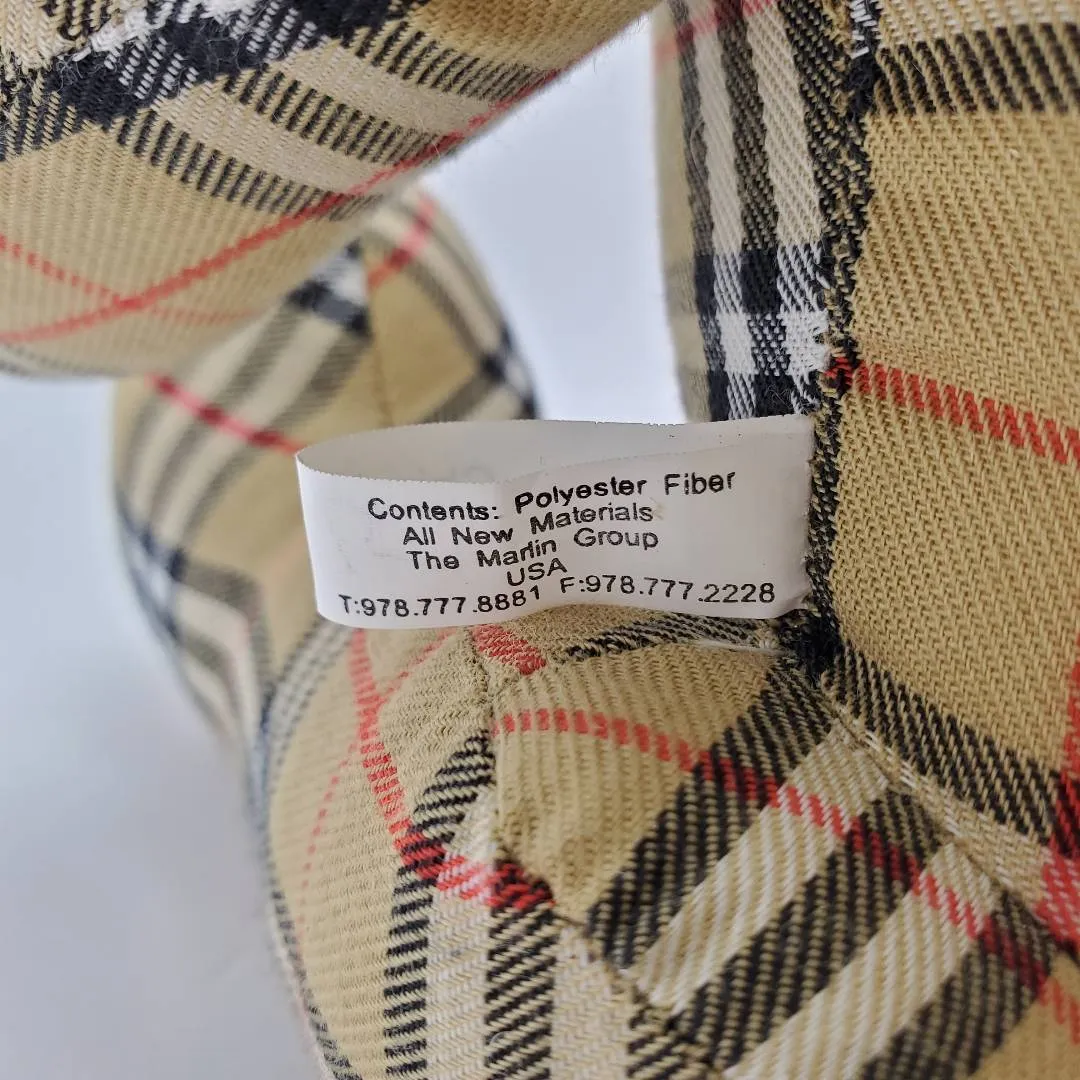 Contents: Polyester Fiber
All New Materials
The Marlin Group
USA
T:978.777.8881 F:978.777.2228